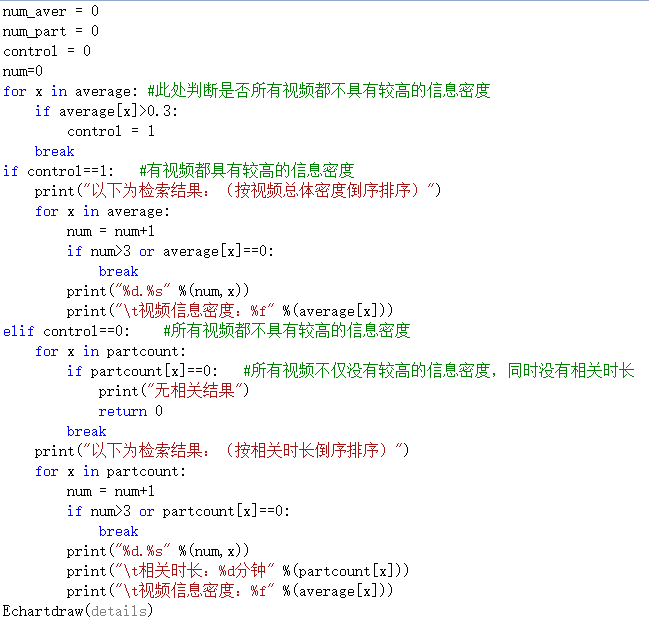 num_aver = 0
num_part = 0
control = 0
num=0
for x in average: #此处判断是否所有视频都不具有较高的信息密度
    if average[x]>0.3:
        control = 1
    break
if control==1:   #有视频都具有较高的信息密度
    print("以下为检索结果：（按视频总体密度倒序排序）")
    for x in average:
        num = num+1
        if num>3 or average[x]==0:
            break
        print("%d.%s" %(num,x))
        print("\t视频信息密度：%f" %(average[x]))
elif control==0:    #所有视频都不具有较高的信息密度
    for x in partcount:
        if partcount[x]==0:   #所有视频不仅没有较高的信息密度，同时没有相关时长
            print("无相关结果")
            return 0
        break
    print("以下为检索结果：（按相关时长倒序排序）")
    for x in partcount:
        num = num+1
        if num>3 or partcount[x]==0:
            break
        print("%d.%s" %(num,x))
        print("\t相关时长：%d分钟" %(partcount[x]))
        print("\t视频信息密度：%f" %(average[x]))
Echartdraw(details)